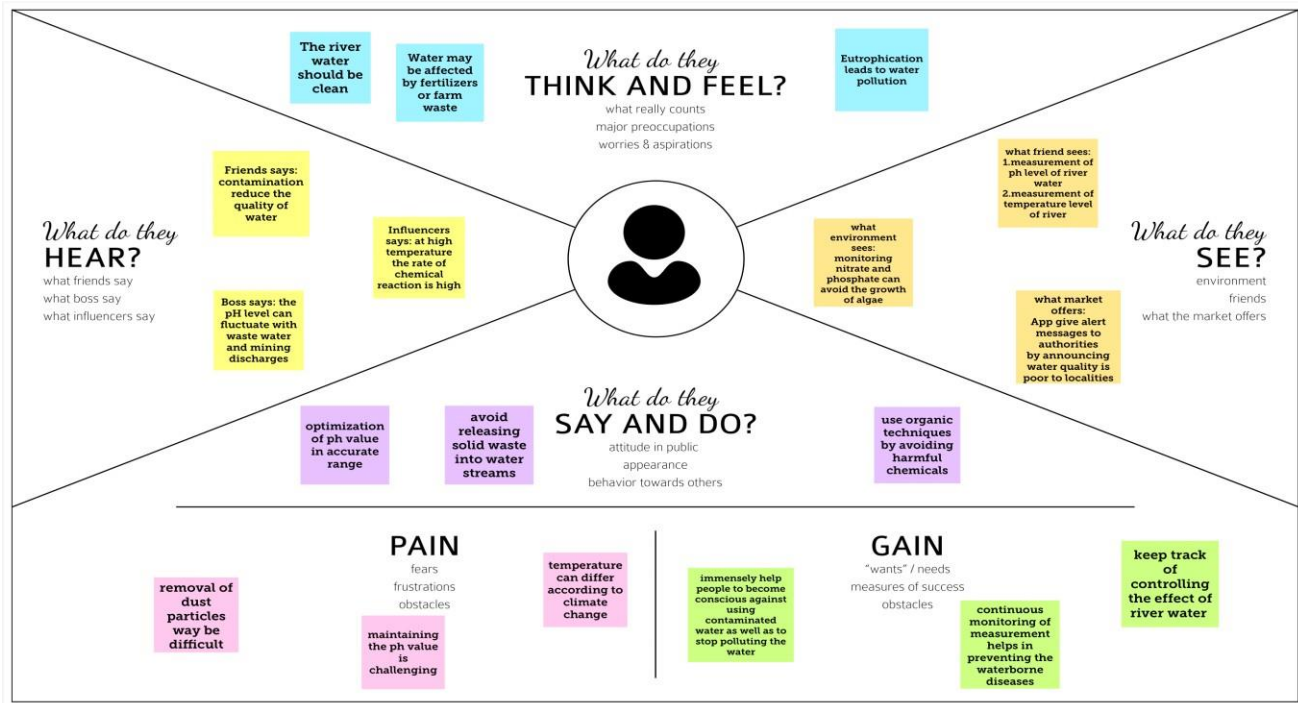 The river
water
should be
clean
Water may
be affected
by fertilizers
or farm
waste
What do they
THINK AND FEEL?
what really counts
major preoccupations
worries & aspirations
Eutrophication
leads to water
pollution
What do they
HEAR?
what friends say
what boss say
what influencers say
Friends says:
contamination
reduce the
quality of
water
Influencers
says: at high
temperature
the rate of
chemical
reaction is high
Boss says: the
pH level can
fluctuate with
waste water
and mining
discharges
what
environment
sees:
monitoring
nitrate and
phosphate can
avoid the growth
of algae
what friend sees:
1.measurement of
ph level of river
water
2.measurement of
temperature level
of river
What do they
SEE?
environment
friends
what the market offers
what market
offers:
App give alert
messages to
authorities
by announcing
water quality is
poor to localities
What do they
SAY AND DO?
attitude in public
appearance
behavior towards others
optimization
of ph value
in accurate
range
avoid
releasing
solid waste
into water
streams
use organic
techniques
by avoiding
harmful
chemicals
PAIN
fears
frustrations
obstacles
removal of
dust
particles
way be
difficult
maintaining
the ph value
is
challenging
temperature
can differ
according to
climate
change
GAIN
"wants" / needs
measures of success
obstacles
immensely help
people to become
conscious against
using
contaminated
water as well as to
stop polluting the
water
continuous
monitoring of
measurement
helps in
preventing the
waterborne
diseases
keep track
of
controlling
the effect of
river water